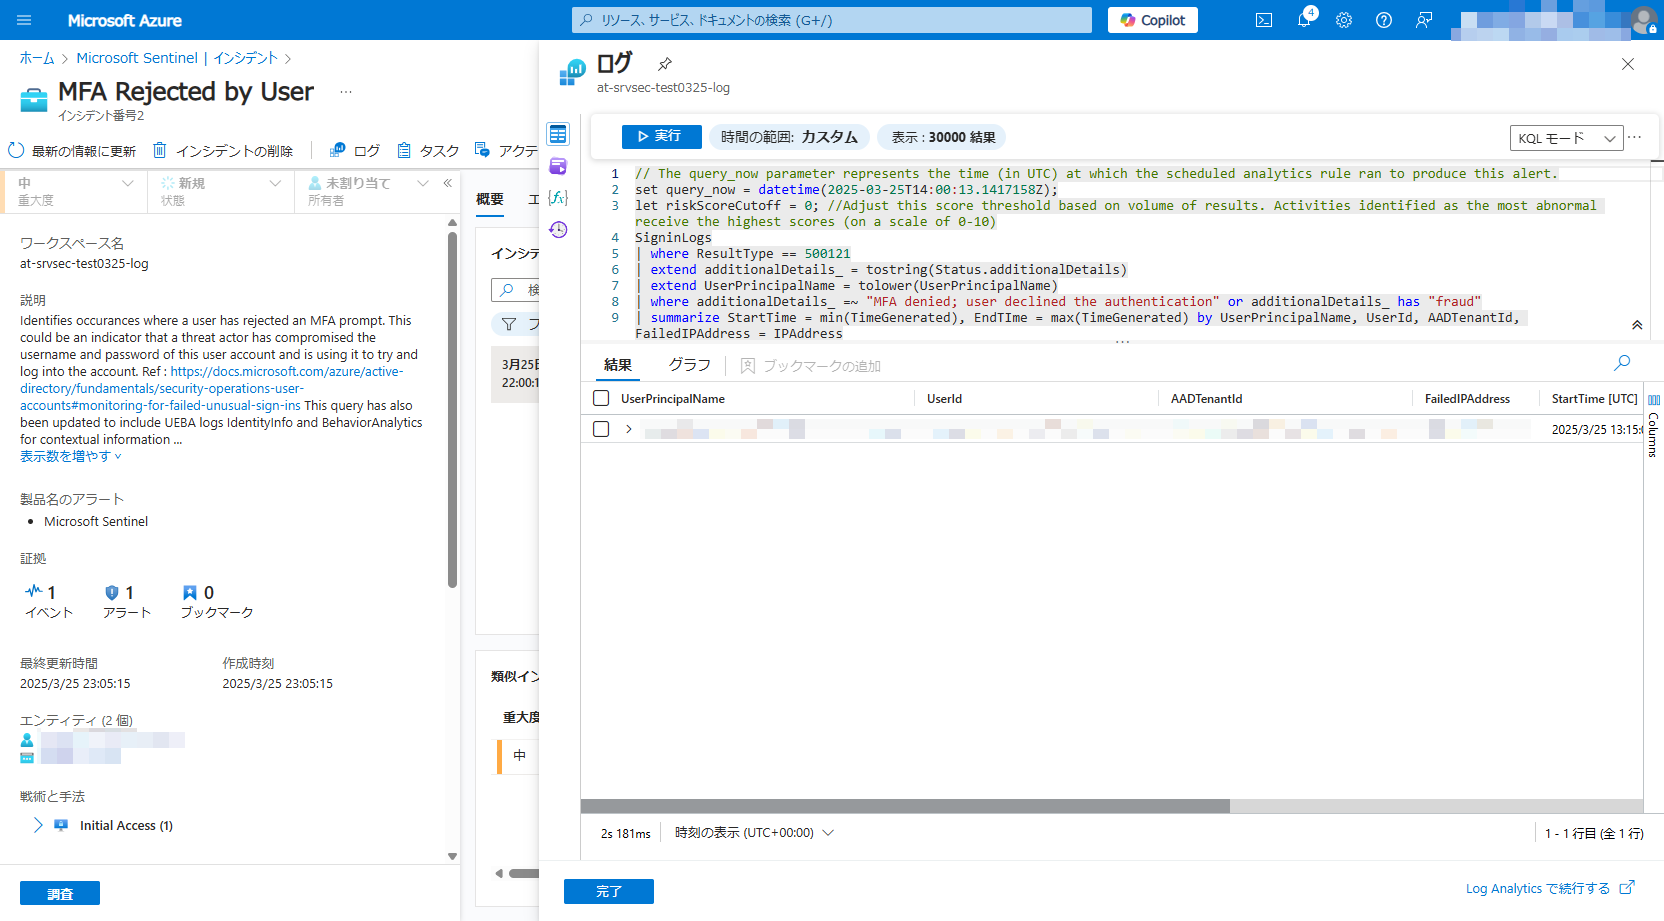 Microsoft Azure
リソース、サービス、ドキュメントの検索 (G+/)
Copilot
4
ホーム > Microsoft Sentinel | インシデント >
MFA Rejected by User ...
インシデント番号2
最新の情報に更新 インシデントの削除 ログ タスク アクテ
中
重大度
新規
状態
未割り当て
所有者
ワークスペース名
at-srvsec-test0325-log
説明
Identifies occurances where a user has rejected an MFA prompt. This
could be an indicator that a threat actor has compromised the
username and password of this user account and is using it to try and
log into the account. Ref : https://docs.microsoft.com/azure/active-
directory/fundamentals/security-operations-user-
accounts#monitoring-for-failed-unusual-sign-ins This query has also
been updated to include UEBA logs IdentityInfo and BehaviorAnalytics
for contextual information ...
表示数を増やす
製品名のアラート
• Microsoft Sentinel
証拠
1
イベント
1
アラート
0
ブックマーク
最終更新時間
2025/3/25 23:05:15
作成時刻
2025/3/25 23:05:15
エンティティ (2 個)
戦術と手法
Initial Access (1)
調査
概要 エ
インシデ
検
フ
3月25日
22:00:1
類似イン
重大度
中
ログ
at-srvsec-test0325-log
実行
時間の範囲: カスタム
表示 : 30000 結果
KQL モード
...
1 // The query_now parameter represents the time (in UTC) at which the scheduled analytics rule ran to produce this alert.
2 set query_now = datetime(2025-03-25T14:00:13.1417158Z);
3 let riskScoreCutoff = 0; //Adjust this score threshold based on volume of results. Activities identified as the most abnormal
receive the highest scores (on a scale of 0-10)
4 SigninLogs
5 | where ResultType == 500121
6 | extend additionalDetails_ = tostring(Status.additionalDetails)
7 | extend UserPrincipalName = tolower(UserPrincipalName)
8 | where additionalDetails_ =~ "MFA denied; user declined the authentication" or additionalDetails_ has "fraud"
9 | summarize StartTime = min(TimeGenerated), EndTIme = max(TimeGenerated) by UserPrincipalName, UserId, AADTenantId,
FailedIPAddress = IPAddress
結果 グラフ ブックマークの追加
UserPrincipalName UserId AADTenantId FailedIPAddress StartTime [UTC]
2025/3/25 13:15:0
Columns
2s 181ms 時刻の表示 (UTC+00:00) 1 - 1 行目 (全 1 行)
完了
Log Analytics で続行する